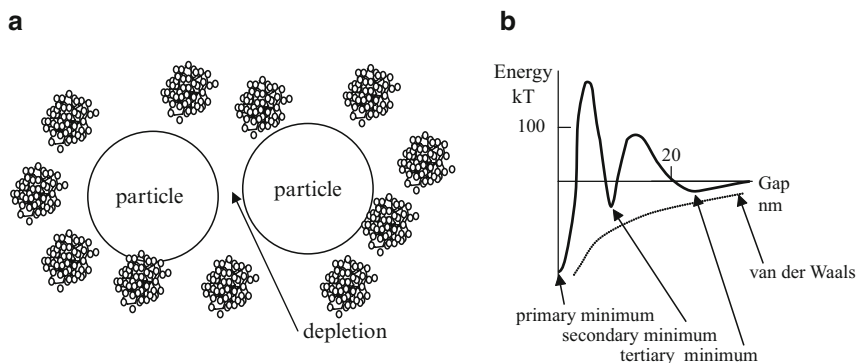 a
particle
particle
depletion
b
Energy
kT
100
20
Gap
nm
van der Waals
primary minimum
secondary minimum
tertiary minimum